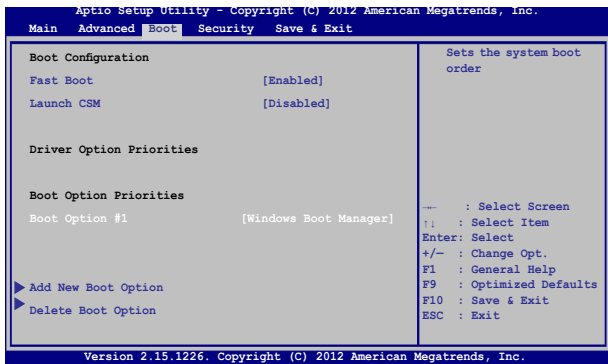 Aptio Setup Utility - Copyright (C) 2012 American Megatrends, Inc.
Main Advanced Boot Security Save & Exit
Boot Configuration
Fast Boot [Enabled]
Launch CSM [Disabled]
Driver Option Priorities
Boot Option Priorities
Boot Option #1 [Windows Boot Manager]
Add New Boot Option
Delete Boot Option
Sets the system boot
order
→← : Select Screen
↑↓ : Select Item
Enter: Select
+/— : Change Opt.
F1 : General Help
F9 : Optimized Defaults
F10 : Save & Exit
ESC : Exit
Version 2.15.1226. Copyright (C) 2012 American Megatrends, Inc.